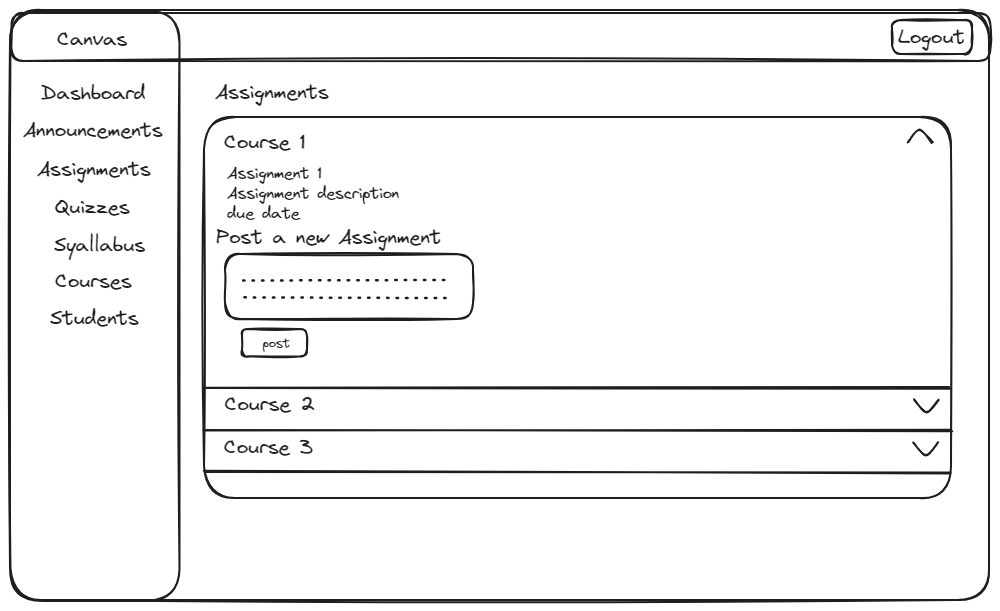 Canvas
Logout
Dashboard
Announcements
Assignments
Quizzes
Syallabus
Courses
Students
Assignments
Course 1
Assignment 1
Assignment description
due date
Post a new Assignment
post
Course 2
Course 3